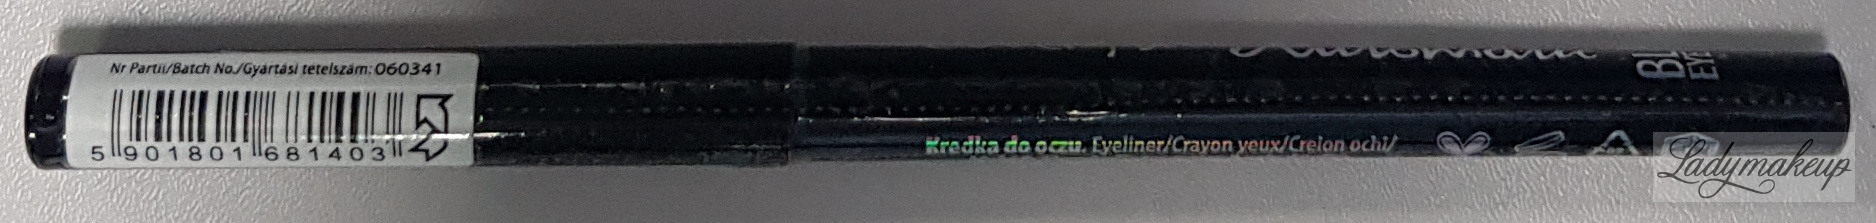 Nr Partii/Batch No./Gyártási tételszám: 060341
5 901801 681403
Kredka do oczu. Eyeliner/Crayon yeux/Creion ochi/
Ladymakeup